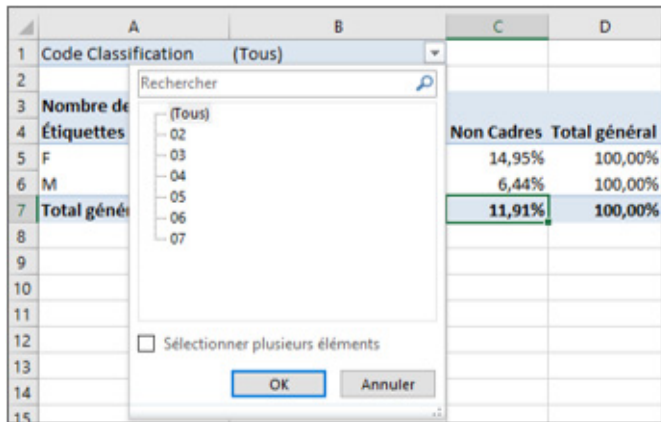 A B C D
1 Code Classification (Tous)
2
3 Nombre de
4 Étiquettes Non Cadres Total général
5 F 14,95% 100,00%
6 M 6,44% 100,00%
7 Total génér 11,91% 100,00%
8
9
10
11
12
13
14
15
Rechercher
(Tous)
02
03
04
05
06
07
Sélectionner plusieurs éléments
OK Annuler